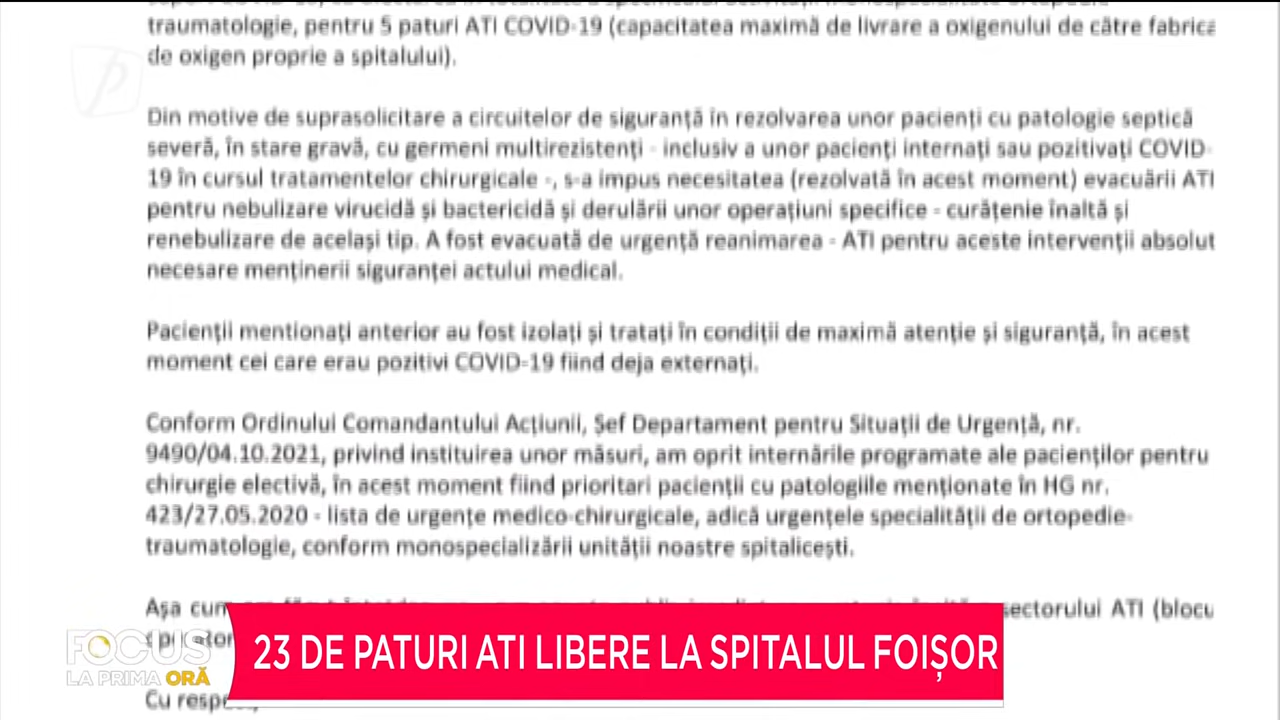 traumatologie, pentru 5 paturi ATI COVID-19 (capacitatea maximă de livrare a oxigenului de către fabrica
de oxigen proprie a spitalului).
Din motive de suprasolicitare a circuitelor de siguranță în rezolvarea unor pacienți cu patologie septică
severă, în stare gravă, cu germeni multirezistenți - inclusiv a unor pacienți internați sau pozitivați COVID-
19 în cursul tratamentelor chirurgicale -, s-a impus necesitatea (rezolvată în acest moment) evacuării ATI
pentru nebulizare virucidă și bactericidă și derulării unor operațiuni specifice - curățenie înaltă și
renebulizare de același tip. A fost evacuată de urgență reanimarea - ATI pentru aceste intervenții absolut
necesare menținerii siguranței actului medical.
Pacienții mentionați anterior au fost izolați și tratați în condiții de maximă atenție și siguranță, în acest
moment cei care erau pozitivi COVID-19 fiind deja externați.
Conform Ordinului Comandantului Acțiunii, Șef Departament pentru Situații de Urgență, nr.
9490/04.10.2021, privind instituirea unor măsuri, am oprit internările programate ale pacienților pentru
chirurgie electivă, în acest moment fiind prioritari pacienții cu patologiile menționate în HG nr.
423/27.05.2020 - lista de urgențe medico-chirurgicale, adică urgențele specialității de ortopedie-
traumatologie, conform monospecializării unității noastre spitalicești.
Așa cum sectorului ATI (blocu
FOCUS
LA PRIMA ORĂ
23 DE PATURI ATI LIBERE LA SPITALUL FOIȘOR
Cu